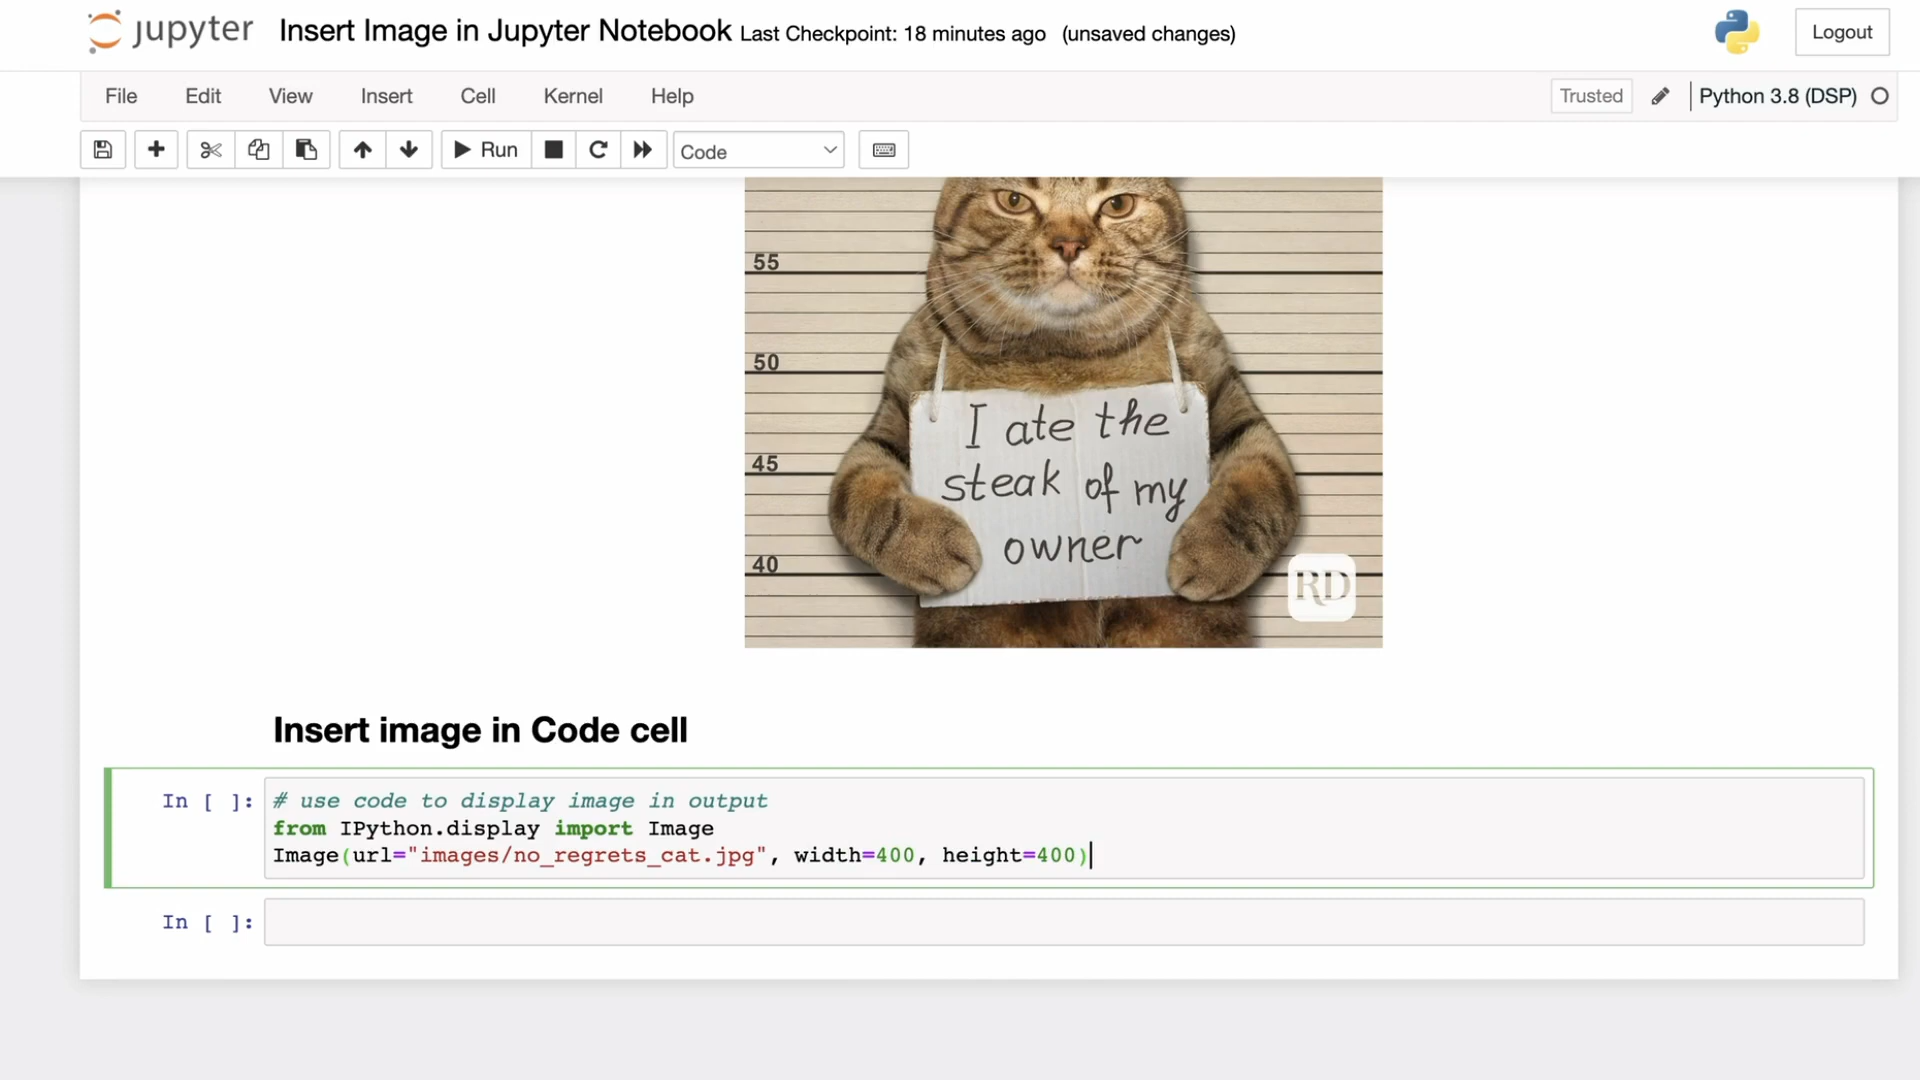 jupyter Insert Image in Jupyter Notebook Last Checkpoint: 18 minutes ago (unsaved changes) Logout
File Edit View Insert Cell Kernel Help Trusted Python 3.8 (DSP)
Run Code
55
50
45
40
I ate the
steak of my
owner
RD
Insert image in Code cell
In [ ]: # use code to display image in output
from IPython.display import Image
Image(url="images/no_regrets_cat.jpg", width=400, height=400)
In [ ]: